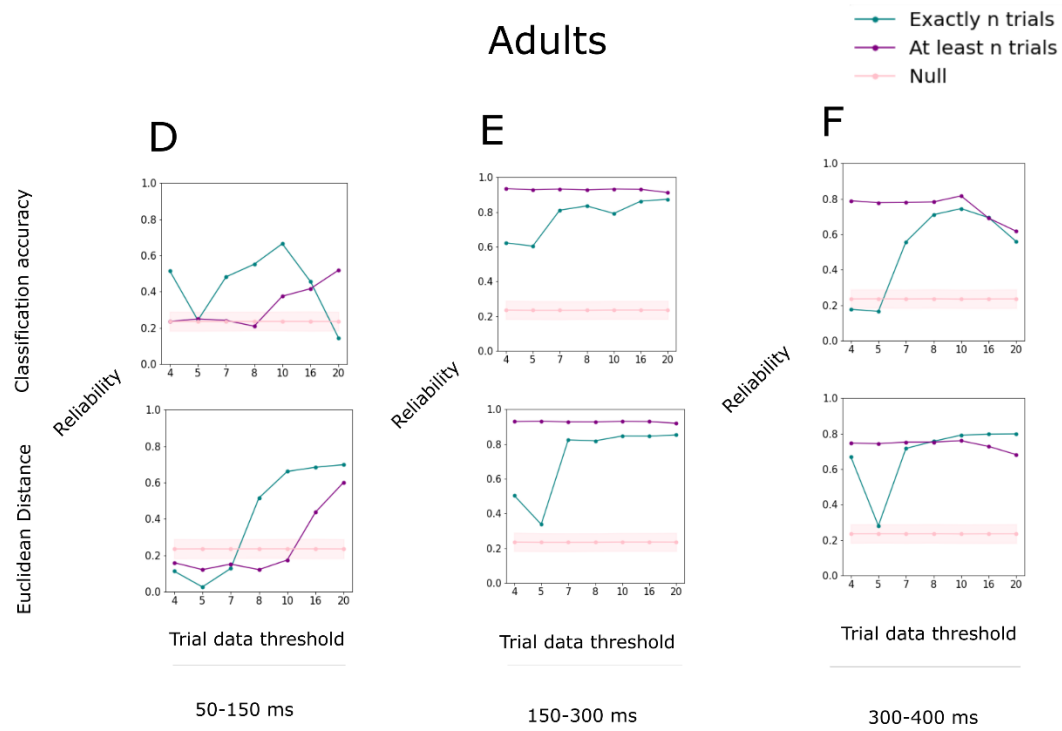 Adults
Exactly n trials
At least n trials
Null
D
E
F
Classification accuracy
Reliability
1.0
0.8
0.6
0.4
0.2
0.0
4 5 7 8 10 16 20
Reliability
1.0
0.8
0.6
0.4
0.2
0.0
4 5 7 8 10 16 20
Reliability
1.0
0.8
0.6
0.4
0.2
0.0
4 5 7 8 10 16 20
Euclidean Distance
1.0
0.8
0.6
0.4
0.2
0.0
4 5 7 8 10 16 20
1.0
0.8
0.6
0.4
0.2
0.0
4 5 7 8 10 16 20
1.0
0.8
0.6
0.4
0.2
0.0
4 5 7 8 10 16 20
Trial data threshold
Trial data threshold
Trial data threshold
50-150 ms
150-300 ms
300-400 ms